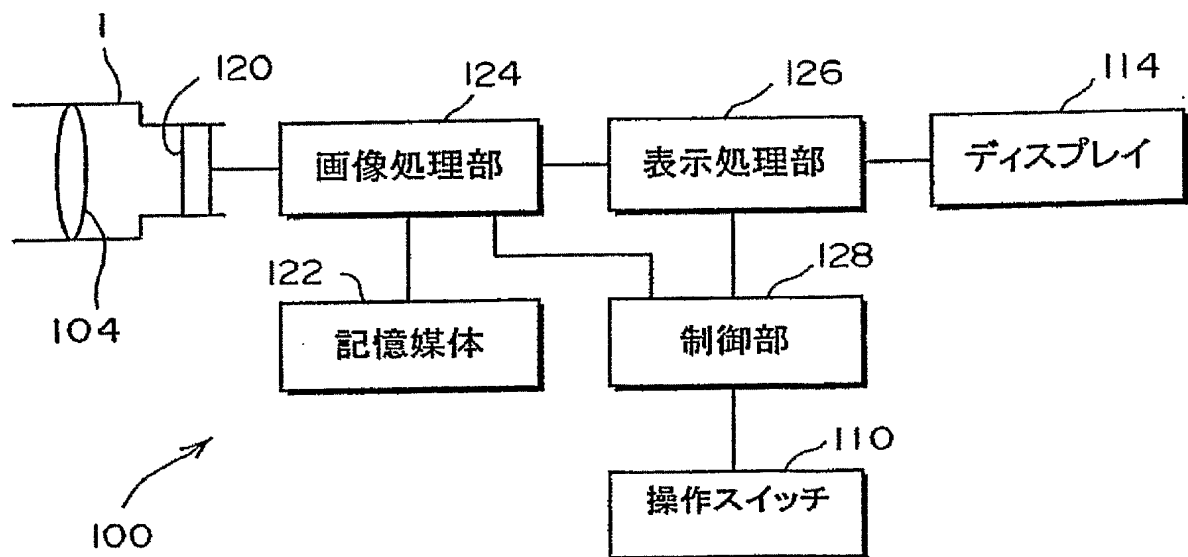 1
120
124
126
114
画像処理部
表示処理部
ディスプレイ
104
122
128
記憶媒体
制御部
100
110
操作スイッチ